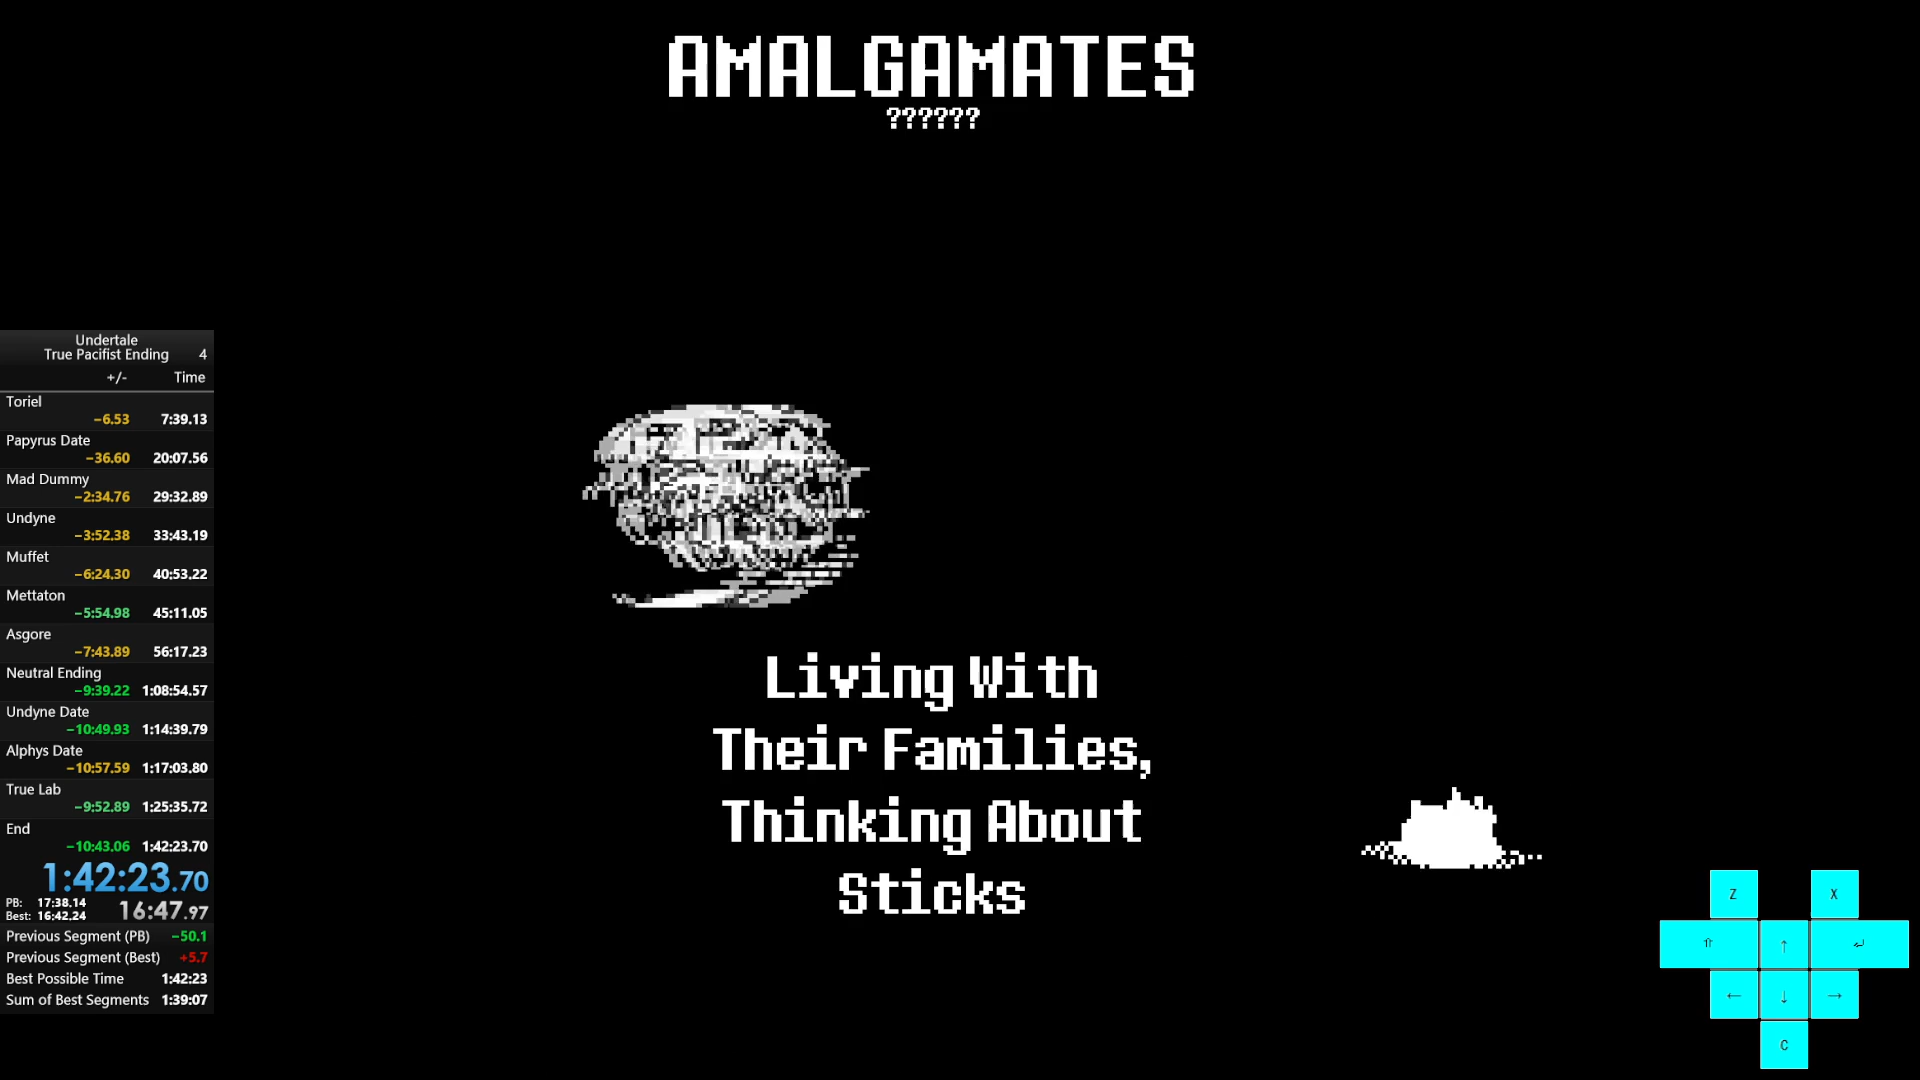 AMALGAMATES
??????
Undertale
True Pacifist Ending 4
+/- Time
Toriel
−6.53 7:39.13
Papyrus Date
−36.60 20:07.56
Mad Dummy
−2:34.76 29:32.89
Undyne
−3:52.38 33:43.19
Muffet
−6:24.30 40:53.22
Mettaton
−5:54.98 45:11.05
Asgore
−7:43.89 56:17.23
Neutral Ending
−9:39.22 1:08:54.57
Undyne Date
−10:49.93 1:14:39.79
Alphys Date
−10:57.59 1:17:03.80
True Lab
−9:52.89 1:25:35.72
End
−10:43.06 1:42:23.70
1:42:23.70
PB: 17:38.14
Best: 16:42.24
16:47.97
Previous Segment (PB) −50.1
Previous Segment (Best) +5.7
Best Possible Time 1:42:23
Sum of Best Segments 1:39:07
Living With
Their Families,
Thinking About
Sticks
Z X
⇧ ↑ ↵
← ↓ →
C